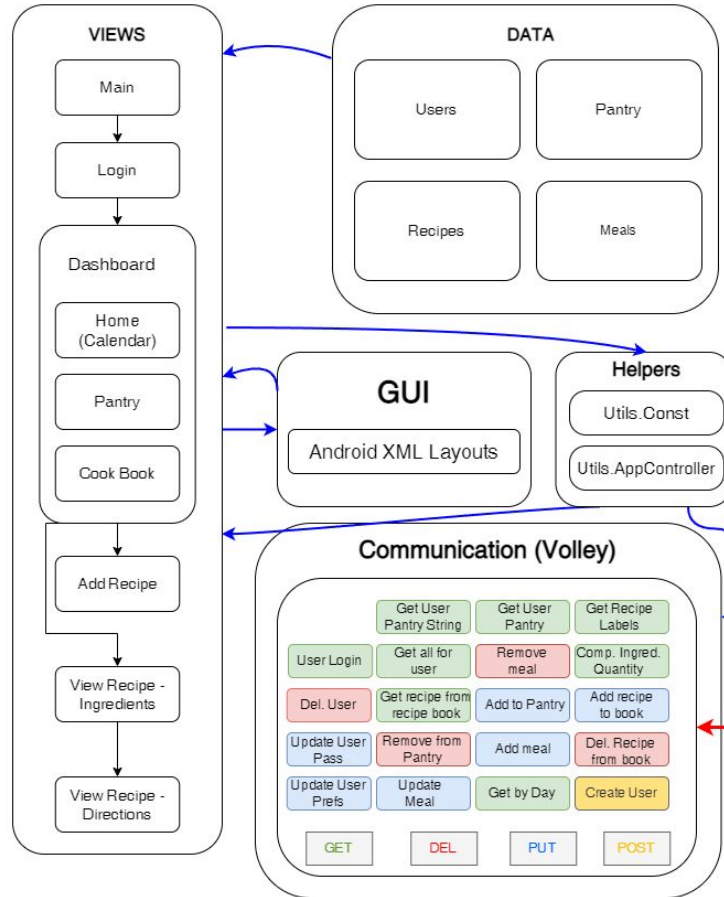 VIEWS
Main
Login
Dashboard
Home
(Calendar)
Pantry
Cook Book
Add Recipe
View Recipe -
Ingredients
View Recipe -
Directions
DATA
Users
Pantry
Recipes
Meals
GUI
Android XML Layouts
Helpers
Utils.Const
Utils.AppController
Communication (Volley)
Get User
Pantry String
Get User
Pantry
Get Recipe
Labels
User Login
Get all for
user
Remove
meal
Comp. Ingred.
Quantity
Del. User
Get recipe from
recipe book
Add to Pantry
Add recipe
to book
Update User
Pass
Remove from
Pantry
Add meal
Del. Recipe
from book
Update User
Prefs
Update
Meal
Get by Day
Create User
GET
DEL
PUT
POST